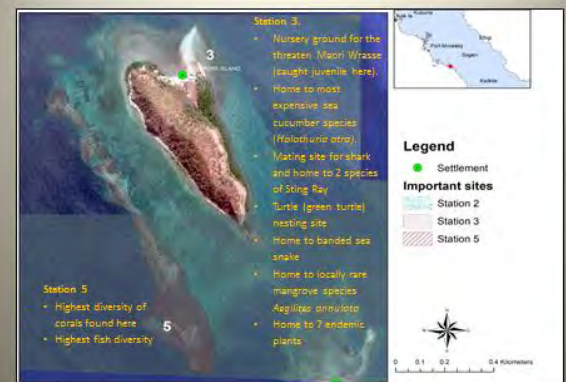 Station 3.
• Nursery ground for the
threaten Maori Wrasse
(caught juvenile here).
• Home to most
expensive sea
cucumber species
(Holothuria atra).
• Mating site for shark
and home to 2 species
of Sting Ray
• Turtle (green turtle)
nesting site
• Home to banded sea
snake
• Home to locally rare
mangrove species
Aegilites annulata
• Home to 7 endemic
plants
3
ISLAND
Station 5
• Highest diversity of
corals found here
• Highest fish diversity
5
Port Moresby
Legend
Settlement
Important sites
Station 2
Station 3
Station 5
0 0.1 0.2 0.4 Kilometers